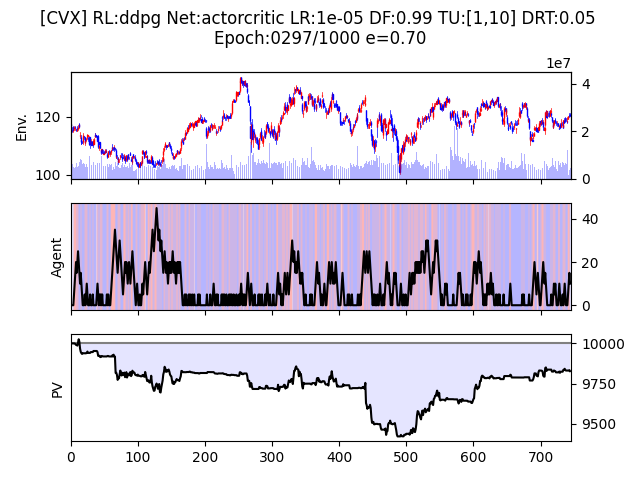 [CVX] RL:ddpg Net:actorcritic LR:1e-05 DF:0.99 TU:[1,10] DRT:0.05
Epoch:0297/1000 e=0.70
1e7
Env.
120
100
4
2
0
Agent
40
20
0
PV
10000
9750
9500
0 100 200 300 400 500 600 700